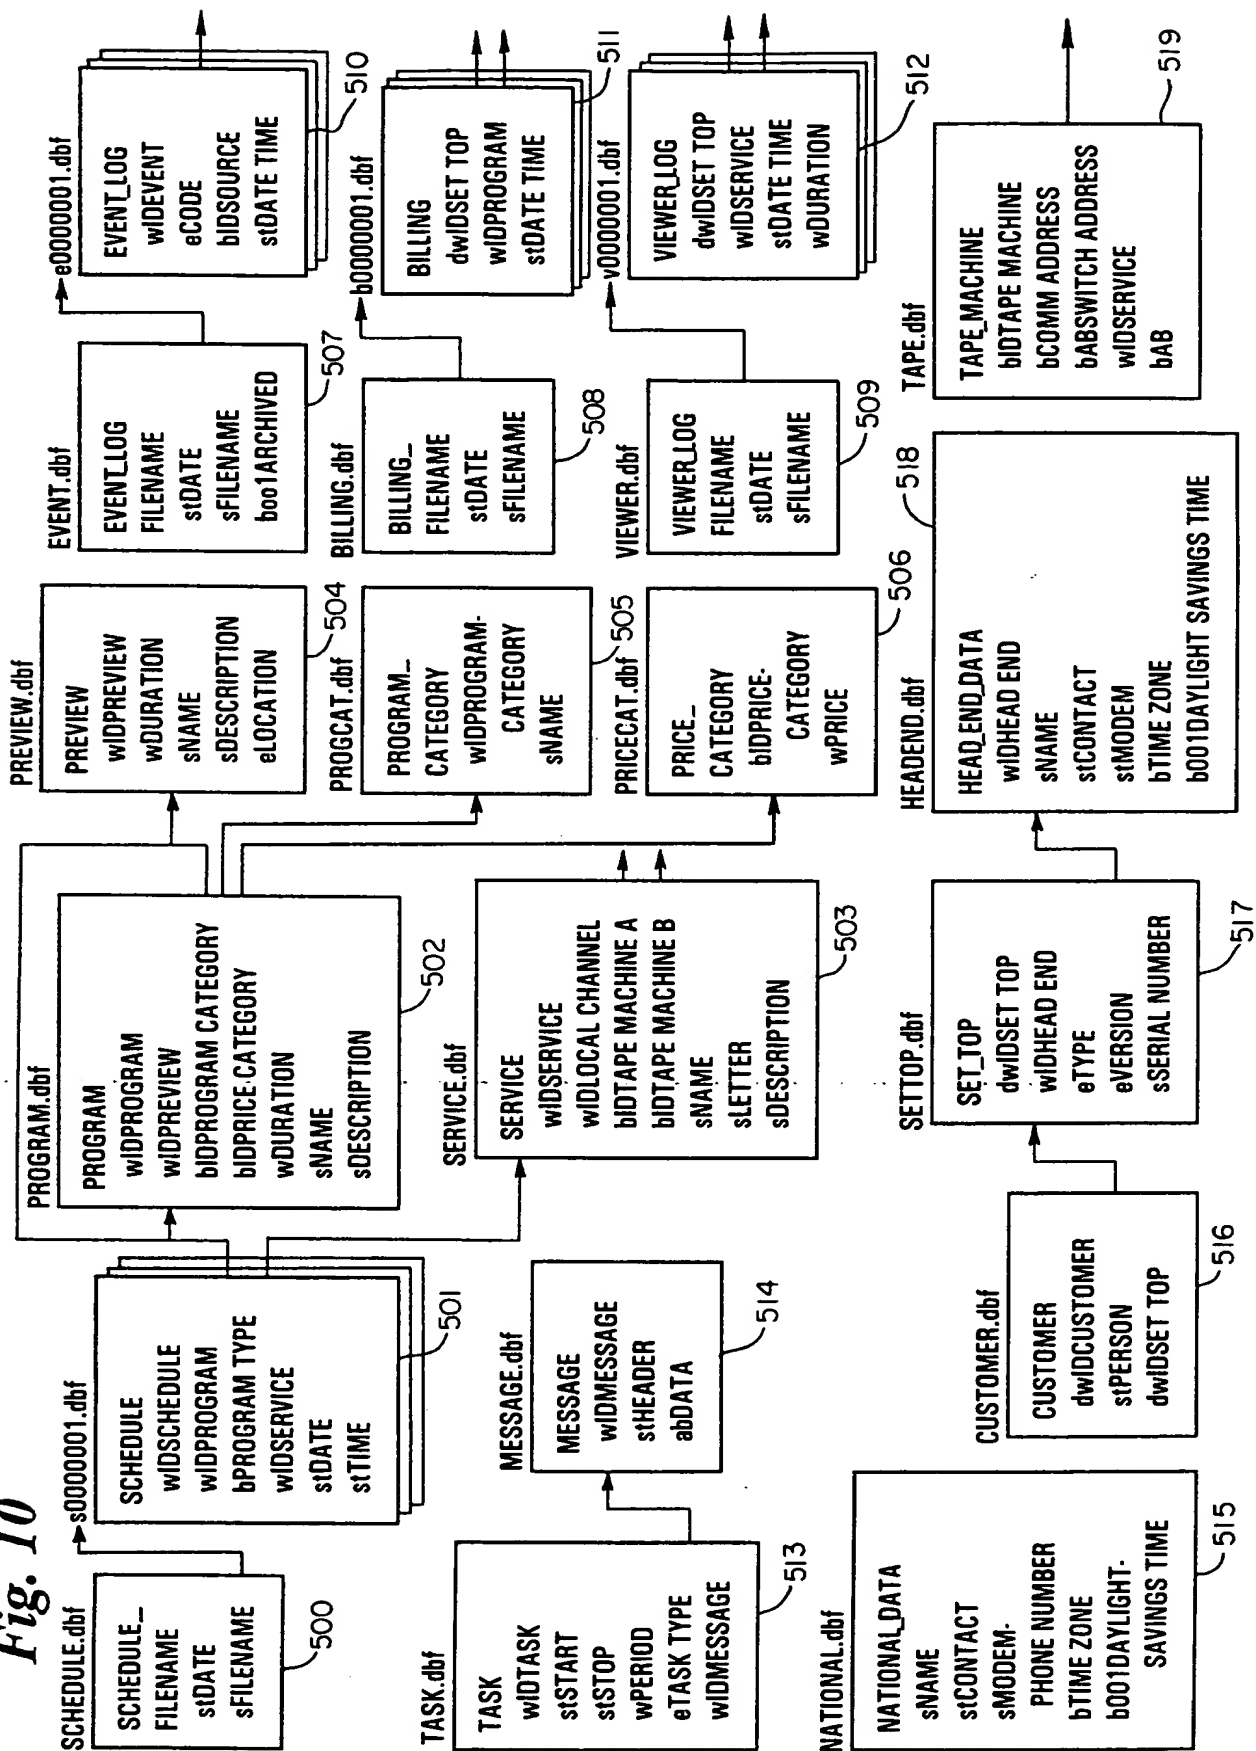 Fig. 10
SCHEDULE.dbf
SCHEDULE_
FILENAME
stDATE
sFILENAME
500
s0000001.dbf
SCHEDULE
wIDSCHEDULE
wIDPROGRAM
bPROGRAM TYPE
wIDSERVICE
stDATE
stTIME
501
PROGRAM.dbf
PROGRAM
wIDPROGRAM
wIDPREVIEW
bIDPROGRAM CATEGORY
bIDPRICE CATEGORY
wDURATION
sNAME
sDESCRIPTION
502
PREVIEW.dbf
PREVIEW
wIDPREVIEW
wDURATION
sNAME
sDESCRIPTION
eLOCATION
504
EVENT.dbf
EVENT_LOG
FILENAME
stDATE
sFILENAME
boo1ARCHIVED
507
e0000001.dbf
EVENT_LOG
wIDEVENT
eCODE
bIDSOURCE
stDATE TIME
510
PROGCAT.dbf
PROGRAM_
CATEGORY
wIDPROGRAM-
CATEGORY
sNAME
505
BILLING.dbf
BILLING_
FILENAME
stDATE
sFILENAME
508
b0000001.dbf
BILLING
dwIDSET TOP
wIDPROGRAM
stDATE TIME
511
TASK.dbf
TASK
wIDTASK
stSTART
stSTOP
wPERIOD
eTASK TYPE
wIDMESSAGE
513
MESSAGE.dbf
MESSAGE
wIDMESSAGE
stHEADER
abDATA
514
SERVICE.dbf
SERVICE
wIDSERVICE
wIDLOCAL CHANNEL
bIDTAPE MACHINE A
bIDTAPE MACHINE B
sNAME
sLETTER
sDESCRIPTION
503
PRICECAT.dbf
PRICE_
CATEGORY
bIDPRICE-
CATEGORY
wPRICE
506
VIEWER.dbf
VIEWER_LOG
FILENAME
stDATE
sFILENAME
509
v0000001.dbf
VIEWER_LOG
dwIDSET TOP
wIDSERVICE
stDATE TIME
wDURATION
512
NATIONAL.dbf
NATIONAL_DATA
sNAME
stCONTACT
sMODEM-
PHONE NUMBER
bTIME ZONE
b001DAYLIGHT-
SAVINGS TIME
515
CUSTOMER.dbf
CUSTOMER
dwIDCUSTOMER
stPERSON
dwIDSET TOP
516
SETTOP.dbf
SET_TOP
dwIDSET TOP
wIDHEAD END
eTYPE
eVERSION
sSERIAL NUMBER
517
HEADEND.dbf
HEAD_END_DATA
wIDHEAD END
sNAME
stCONTACT
stMODEM
bTIME ZONE
b001DAYLIGHT SAVINGS TIME
518
TAPE.dbf
TAPE_MACHINE
bIDTAPE MACHINE
bCOMM ADDRESS
bABSWITCH ADDRESS
wIDSERVICE
bAB
519